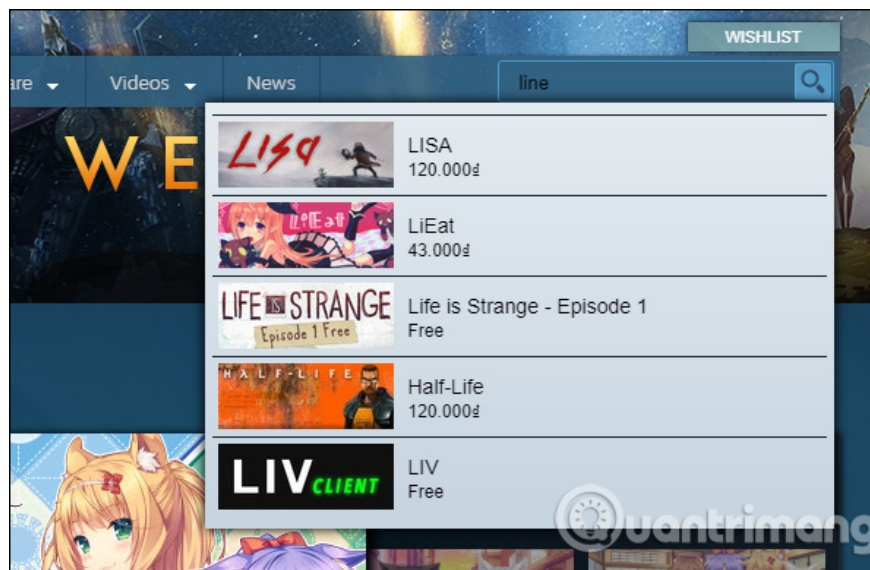 WISHLIST
are
Videos
News
line
WE
LISA
LISA
120.000₫
LiEat
LiEat
43.000₫
LIFE IS STRANGE
Episode 1 Free
Life is Strange - Episode 1
Free
HALF-LIFE
Half-Life
120.000₫
LIV CLIENT
LIV
Free
Quantrimang